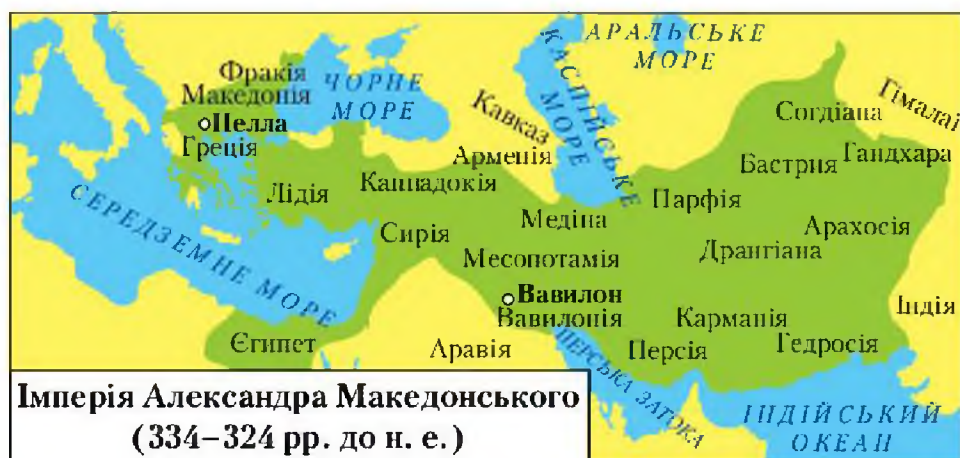 АРАЛЬСЬКЕ
МОРЕ
КАСПІЙСЬКЕ
МОРЕ
Фракія
ЧОРНЕ
МОРЕ
Македонія
Пелла
Греція
Кавказ
Гімалаї
Согдіана
Вірменія
Арменія
Бастрия
Гандхара
Лідія
Каппадокія
Парфія
Медіна
Арахосія
СЕРЕДЗЕМНЕ МОРЕ
Сирія
Дрангіана
Месопотамія
Вавилон
Вавилонія
Індія
Карманія
Єгипет
Аравія
Персія
Гедросія
ПЕРСЬКА ЗАТОКА
ІНДІЙСЬКИЙ
ОКЕАН
Імперія Александра Македонського
(334–324 рр. до н. е.)